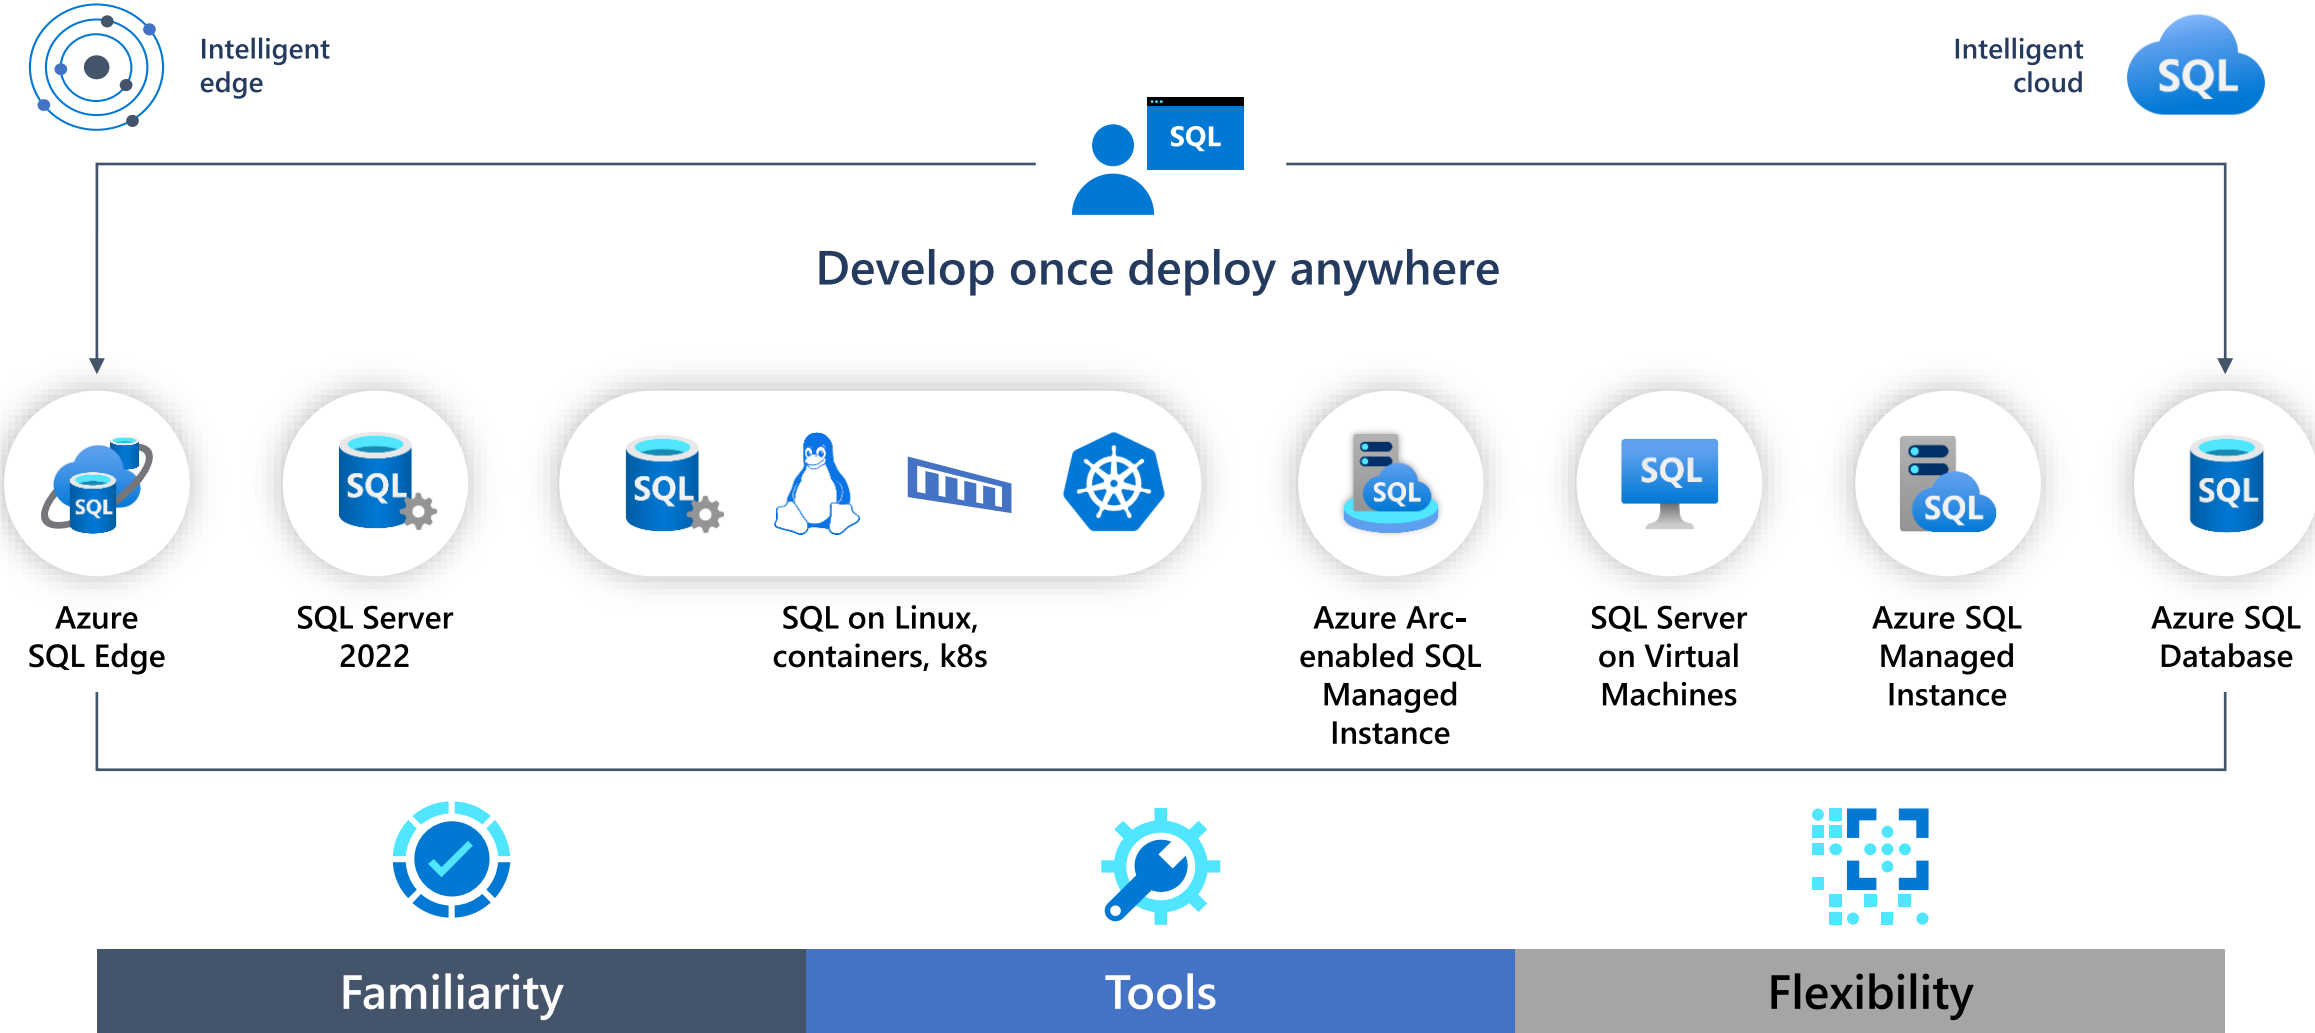 Intelligent
edge
Intelligent
cloud
SQL
SQL
Develop once deploy anywhere
SQL
SQL
SQL
SQL
SQL
SQL
SQL
Azure
SQL Edge
SQL Server
2022
SQL on Linux,
containers, k8s
Azure Arc-
enabled SQL
Managed
Instance
SQL Server
on Virtual
Machines
Azure SQL
Managed
Instance
Azure SQL
Database
Familiarity
Tools
Flexibility